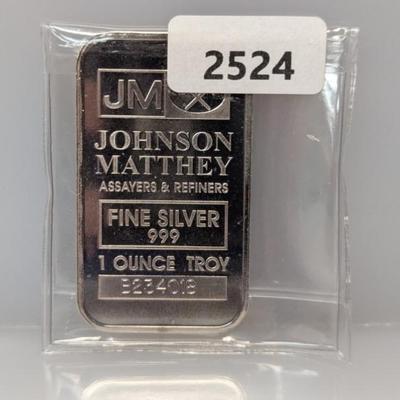 2524
JM
JOHNSON
MATTHEY
ASSAYERS & REFINERS
FINE SILVER
999
1 OUNCE TROY
B234018